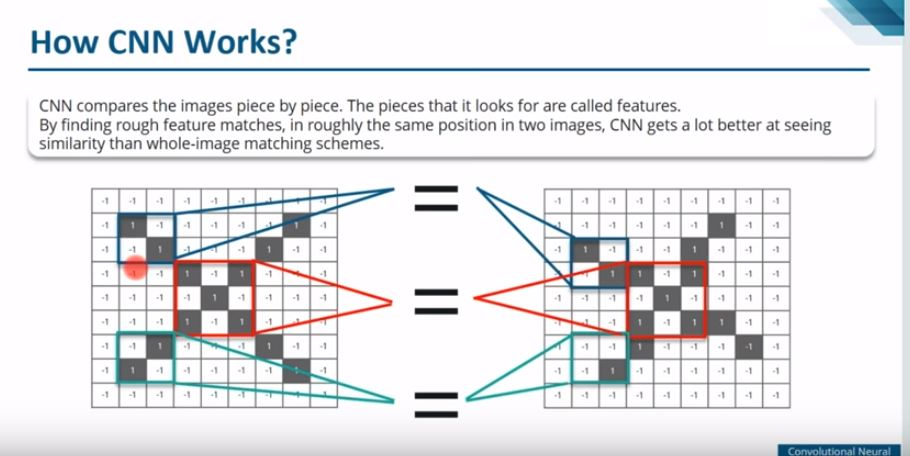 How CNN Works?
CNN compares the images piece by piece. The pieces that it looks for are called features.
By finding rough feature matches, in roughly the same position in two images, CNN gets a lot better at seeing
similarity than whole-image matching schemes.
-1 -1 -1 -1 -1 -1 -1 -1 -1
-1 1 -1 -1 -1 -1 -1 1 -1
-1 -1 1 -1 -1 -1 1 -1 -1
-1 -1 -1 1 -1 1 -1 -1 -1
-1 -1 -1 -1 1 -1 -1 -1 -1
-1 -1 -1 1 -1 1 -1 -1 -1
-1 -1 1 -1 -1 -1 1 -1 -1
-1 1 -1 -1 -1 -1 -1 1 -1
-1 -1 -1 -1 -1 -1 -1 -1 -1
=
=
=
-1 -1 -1 -1 -1 -1 -1 -1 -1
-1 -1 -1 -1 -1 -1 1 -1 -1
-1 1 -1 -1 -1 1 -1 -1 -1
-1 -1 1 1 -1 1 -1 -1 -1
-1 -1 -1 -1 1 -1 -1 -1 -1
-1 -1 -1 1 -1 1 1 -1 -1
-1 -1 -1 1 -1 -1 -1 -1 -1
-1 -1 1 -1 -1 -1 -1 -1 -1
-1 -1 -1 -1 -1 -1 -1 -1 -1
Convolutional Neural